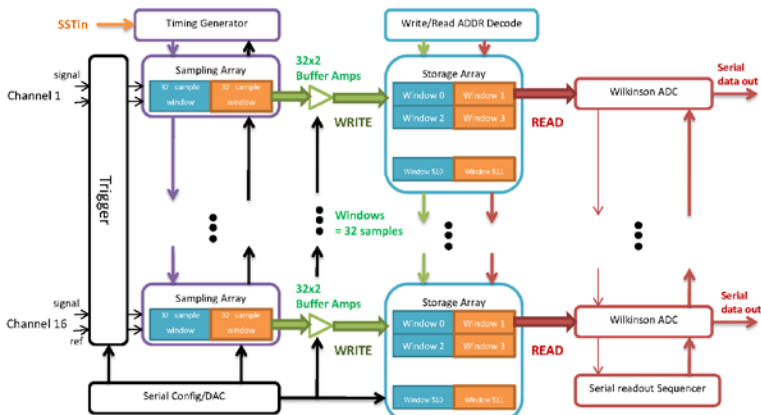 SSTin
Timing Generator
Write/Read ADDR Decode
32x2
Buffer Amps
signal
Channel 1
Sampling Array
32 sample
window
32 sample
window
WRITE
Storage Array
Window 0
Window 1
Window 2
Window 3
Window 510
Window 511
READ
Wilkinson ADC
Serial
data out
Trigger
Windows
= 32 samples
32x2
Buffer Amps
signal
Channel 16
ref
Sampling Array
32 sample
window
32 sample
window
WRITE
Storage Array
Window 0
Window 1
Window 2
Window 3
Window 510
Window 511
READ
Wilkinson ADC
Serial
data out
Serial Config/DAC
Serial readout Sequencer